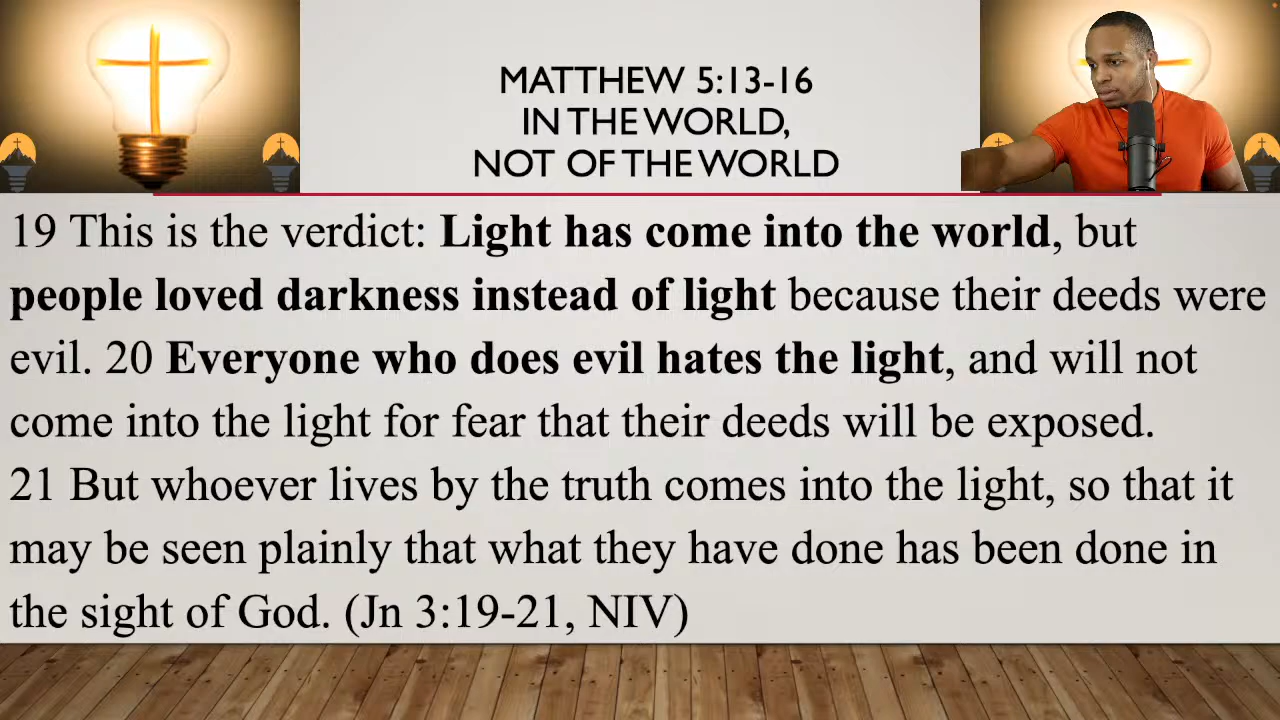 MATTHEW 5:13-16
IN THE WORLD,
NOT OF THE WORLD
19 This is the verdict: Light has come into the world, but
people loved darkness instead of light because their deeds were
evil. 20 Everyone who does evil hates the light, and will not
come into the light for fear that their deeds will be exposed.
21 But whoever lives by the truth comes into the light, so that it
may be seen plainly that what they have done has been done in
the sight of God. (Jn 3:19-21, NIV)